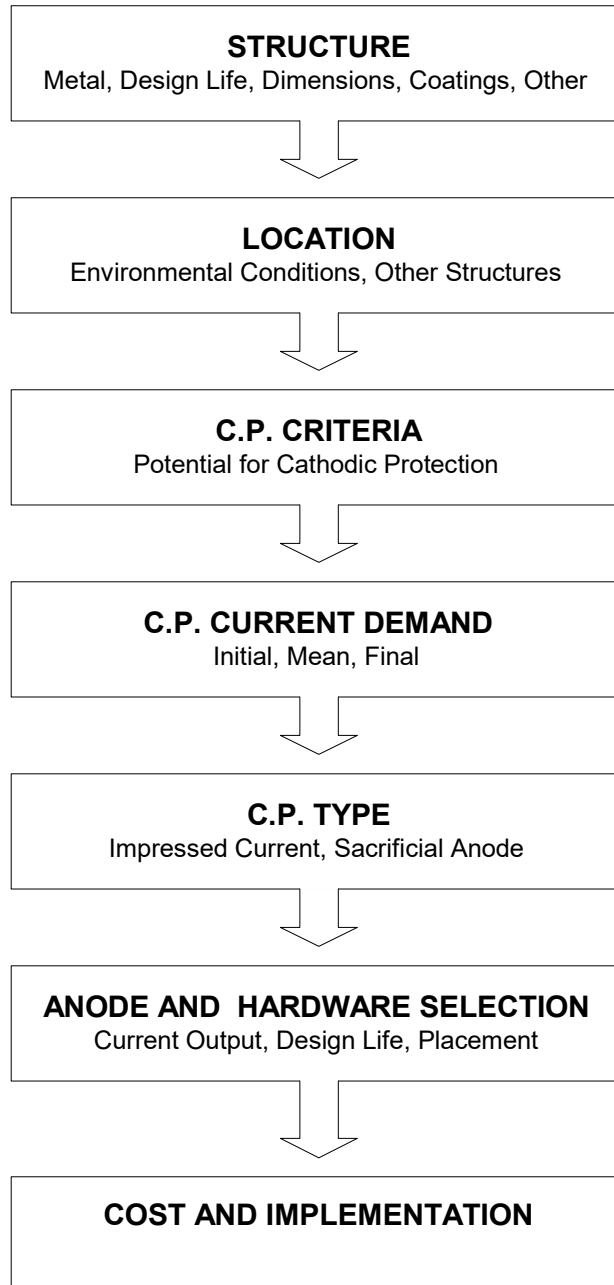 STRUCTURE
Metal, Design Life, Dimensions, Coatings, Other
LOCATION
Environmental Conditions, Other Structures
C.P. CRITERIA
Potential for Cathodic Protection
C.P. CURRENT DEMAND
Initial, Mean, Final
C.P. TYPE
Impressed Current, Sacrificial Anode
ANODE AND  HARDWARE SELECTION
Current Output, Design Life, Placement
COST AND IMPLEMENTATION